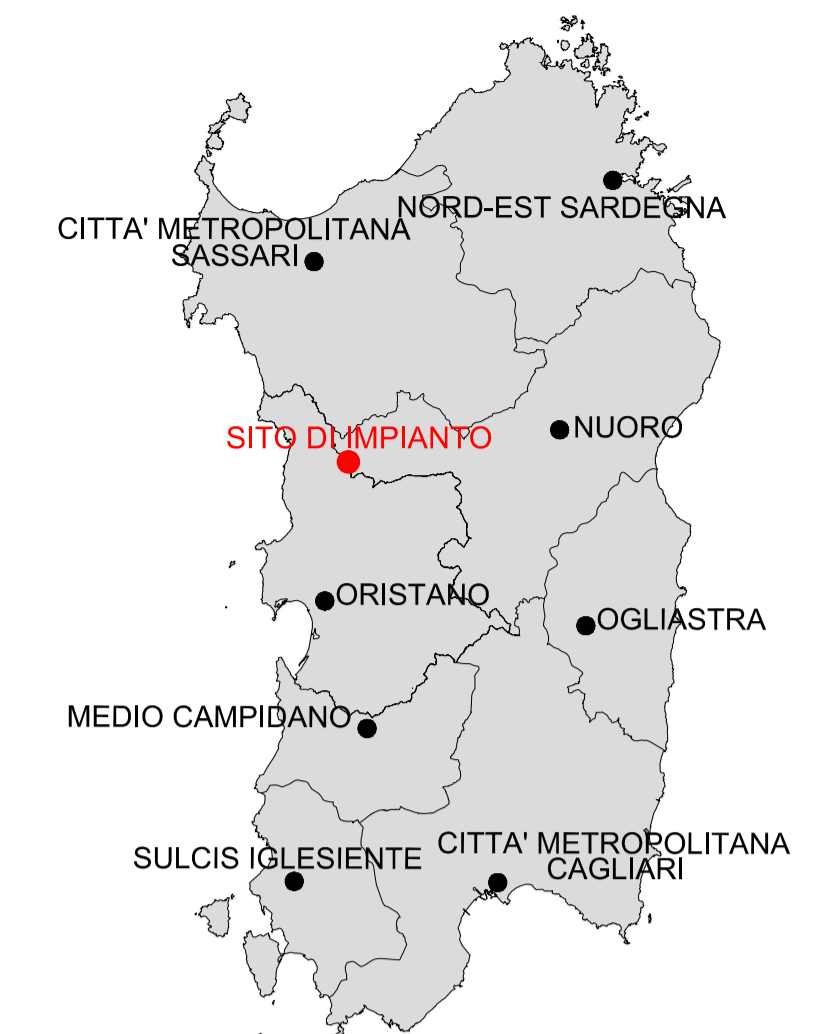 NORD-EST SARDEGNA
CITTA' METROPOLITANA
SASSARI
SITO DI IMPIANTO
NUORO
ORISTANO
OGLIASTRA
MEDIO CAMPIDANO
CITTA' METROPOLITANA
CAGLIARI
SULCIS IGLESIENTE